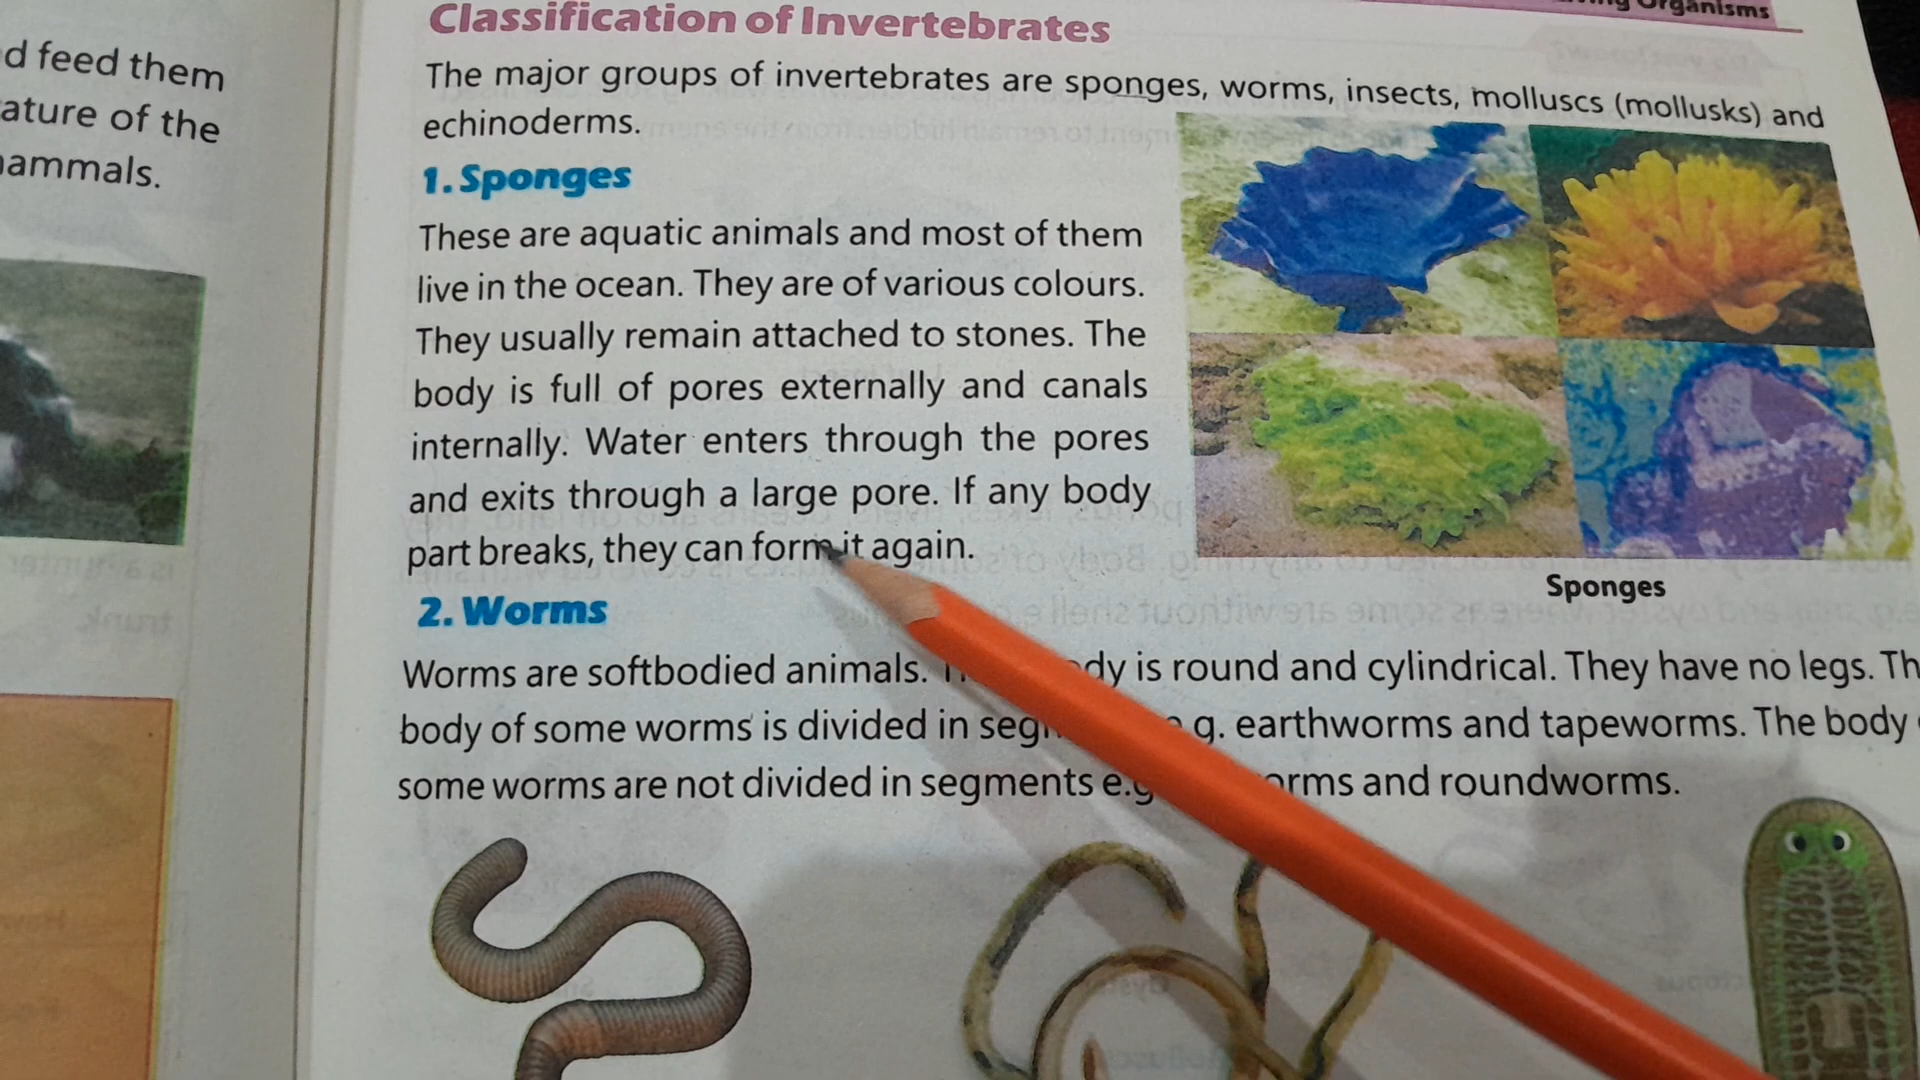 d feed them
ature of the
ammals.
Organisms
Classification of Invertebrates
The major groups of invertebrates are sponges, worms, insects, molluscs (mollusks) and
echinoderms.
1. Sponges
These are aquatic animals and most of them
live in the ocean. They are of various colours.
They usually remain attached to stones. The
body is full of pores externally and canals
internally. Water enters through the pores
and exits through a large pore. If any body
part breaks, they can form it again.
Sponges
2. Worms
Worms are softbodied animals. dy is round and cylindrical. They have no legs. Th
body of some worms is divided in seg g. earthworms and tapeworms. The body
some worms are not divided in segments e.g rms and roundworms.